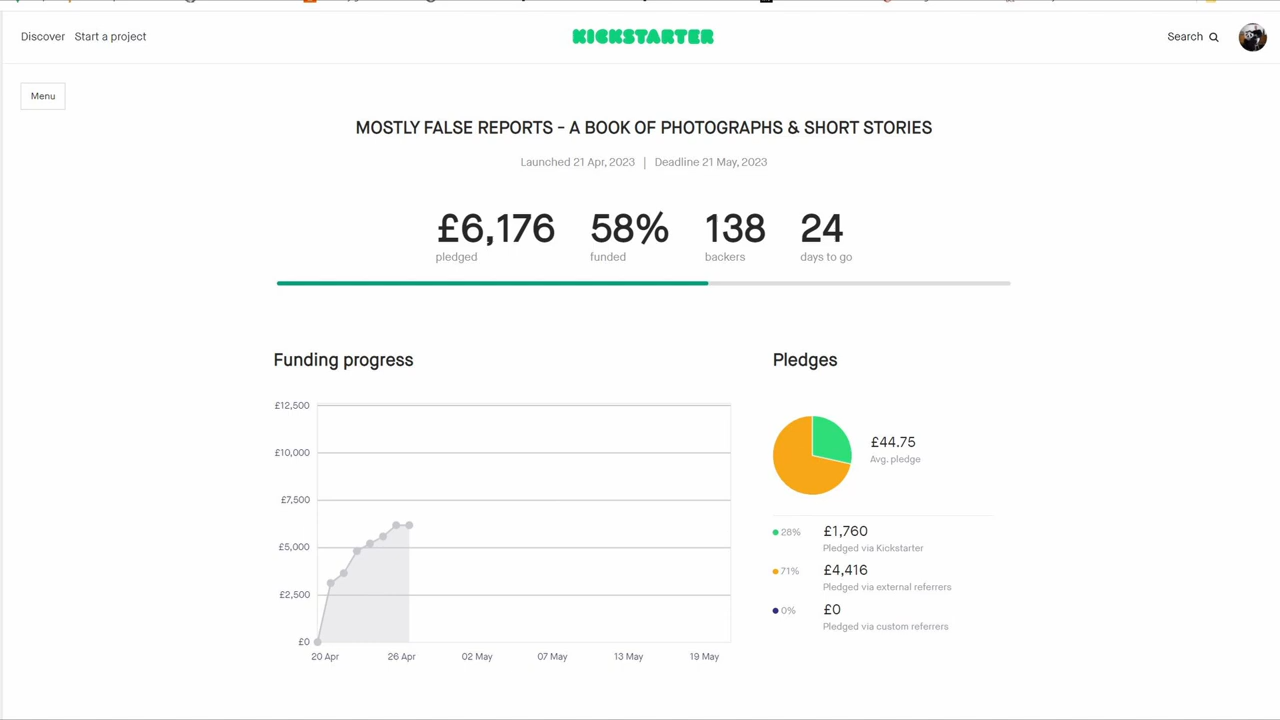 Discover Start a project KICKSTARTER Search
Menu
MOSTLY FALSE REPORTS - A BOOK OF PHOTOGRAPHS & SHORT STORIES
Launched 21 Apr, 2023 | Deadline 21 May, 2023
£6,176 58% 138 24
pledged funded backers days to go
Funding progress
£12,500
£10,000
£7,500
£5,000
£2,500
£0
20 Apr 26 Apr 02 May 07 May 13 May 19 May
Pledges
£44.75
Avg. pledge
28% £1,760
Pledged via Kickstarter
71% £4,416
Pledged via external referrers
0% £0
Pledged via custom referrers